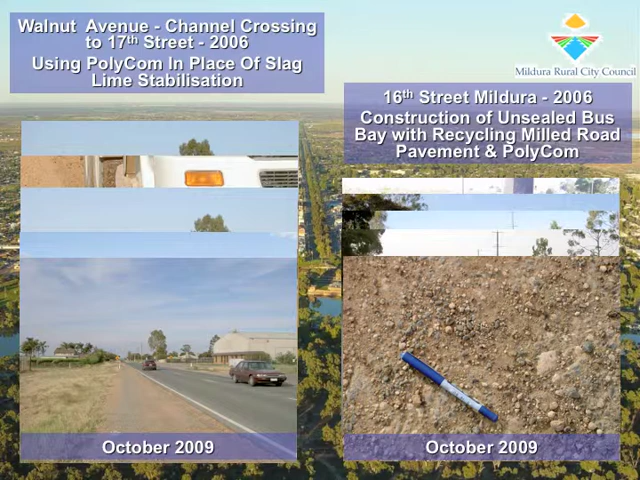 Walnut Avenue - Channel Crossing
to 17th Street - 2006
Using PolyCom In Place Of Slag
Lime Stabilisation
Mildura Rural City Council
16th Street Mildura - 2006
Construction of Unsealed Bus
Bay with Recycling Milled Road
Pavement & PolyCom
October 2009
October 2009